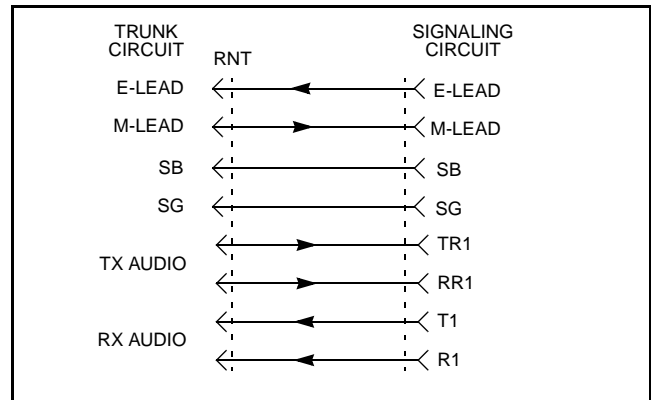 TRUNK
CIRCUIT
RNT
SIGNALING
CIRCUIT
E-LEAD
E-LEAD
M-LEAD
M-LEAD
SB
SB
SG
SG
TX AUDIO
TR1
RR1
RX AUDIO
T1
R1